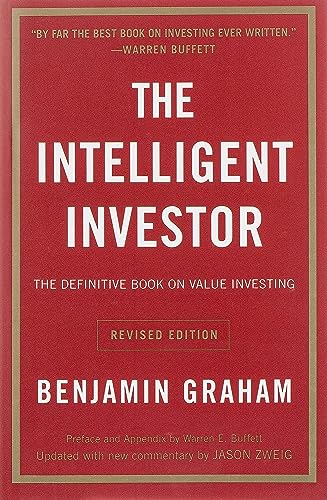 "BY FAR THE BEST BOOK ON INVESTING EVER WRITTEN."
—WARREN BUFFETT
THE
INTELLIGENT
INVESTOR
THE DEFINITIVE BOOK ON VALUE INVESTING
REVISED EDITION
BENJAMIN GRAHAM
Preface and Appendix by Warren E. Buffett
Updated with new commentary by JASON ZWEIG